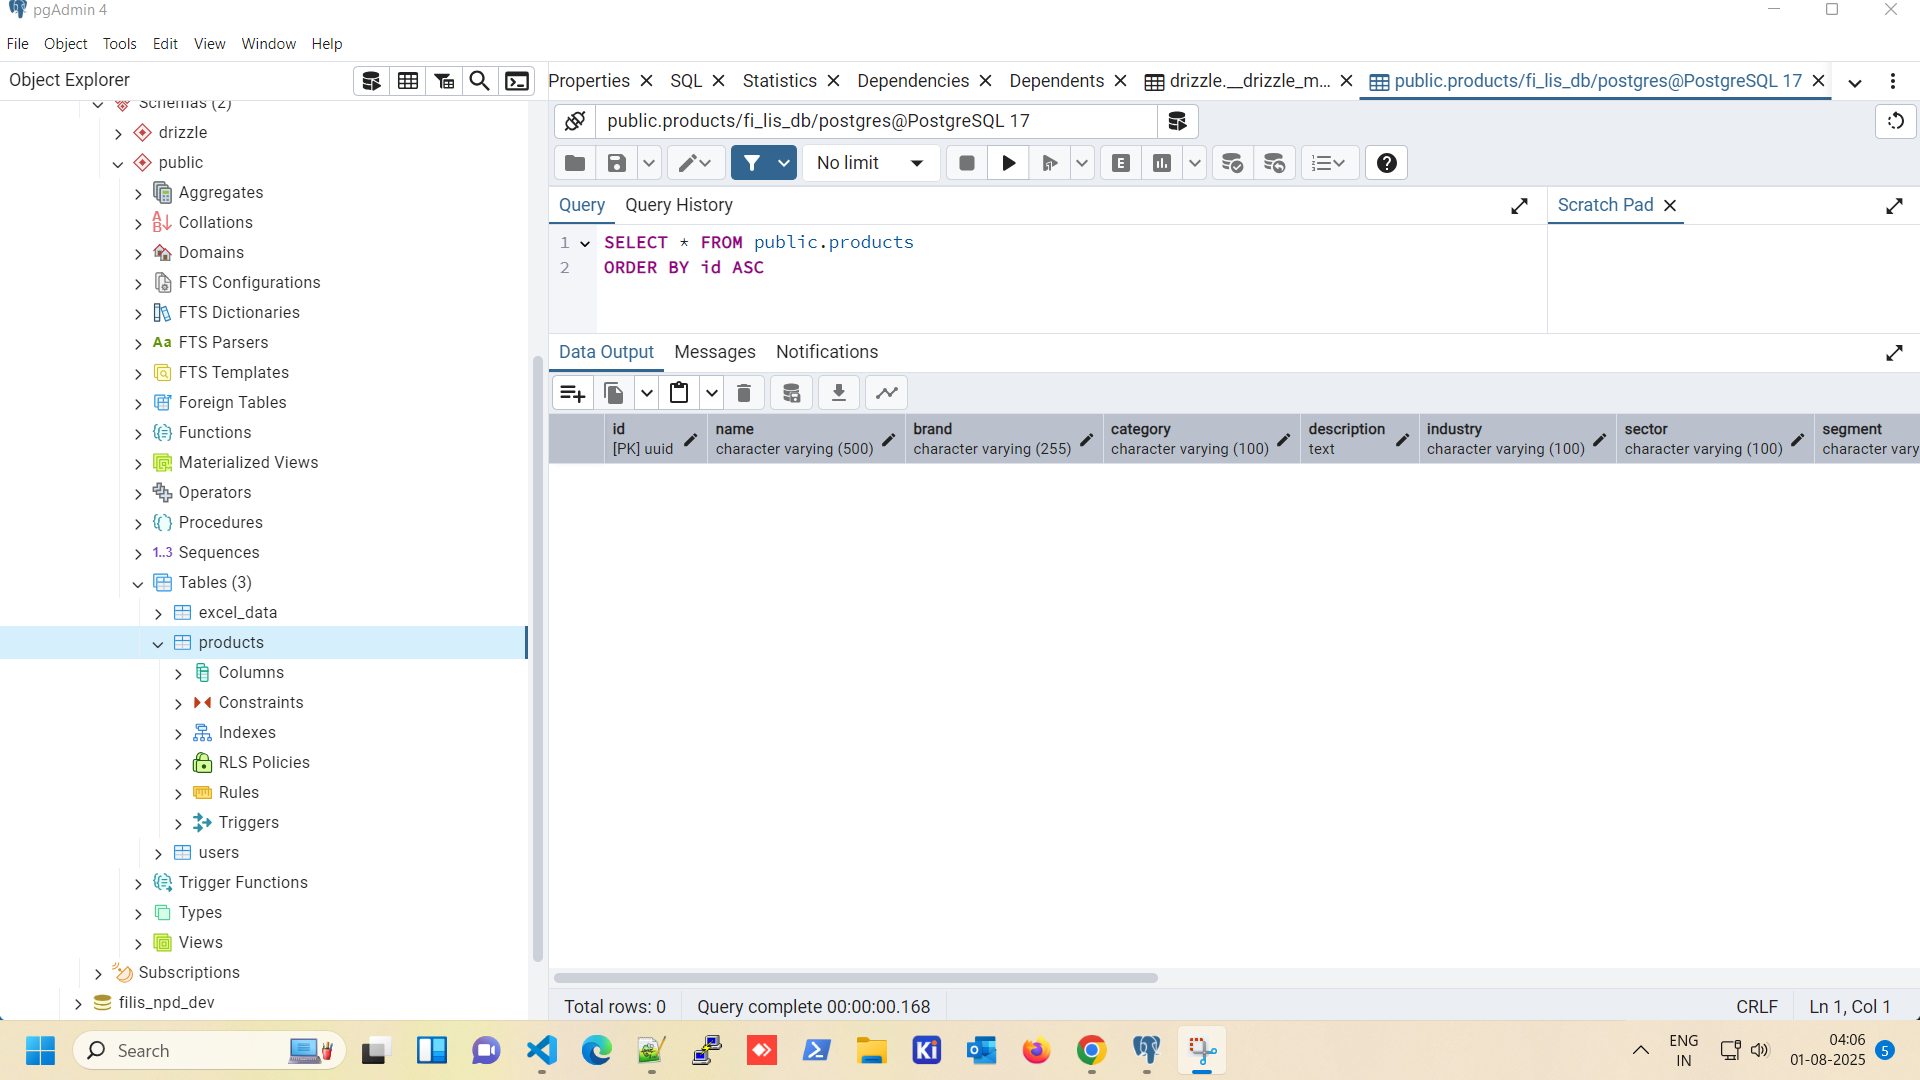 pgAdmin 4
File Object Tools Edit View Window Help
Object Explorer
Properties SQL Statistics Dependencies Dependents drizzle.__drizzle_m... public.products/fi_lis_db/postgres@PostgreSQL 17
public.products/fi_lis_db/postgres@PostgreSQL 17
No limit
E
Query Query History
Scratch Pad
1 SELECT * FROM public.products
2 ORDER BY id ASC
Data Output Messages Notifications
id
[PK] uuid
name
character varying (500)
brand
character varying (255)
category
character varying (100)
description
text
industry
character varying (100)
sector
character varying (100)
segment
character vary
Total rows: 0
Query complete 00:00:00.168
CRLF
Ln 1, Col 1
Schemas (2)
drizzle
public
Aggregates
Collations
Domains
FTS Configurations
FTS Dictionaries
Aa FTS Parsers
FTS Templates
Foreign Tables
Functions
Materialized Views
Operators
Procedures
1..3 Sequences
Tables (3)
excel_data
products
Columns
Constraints
Indexes
RLS Policies
Rules
Triggers
users
Trigger Functions
Types
Views
Subscriptions
filis_npd_dev
Search
Ki
ENG
IN
04:06
01-08-2025
5